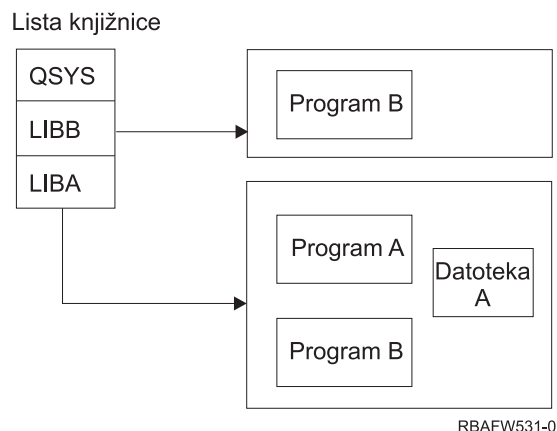 Lista knjižnice
QSYS
LIBB
LIBA
Program B
Program A
Datoteka
A
Program B
RBAFW531-0